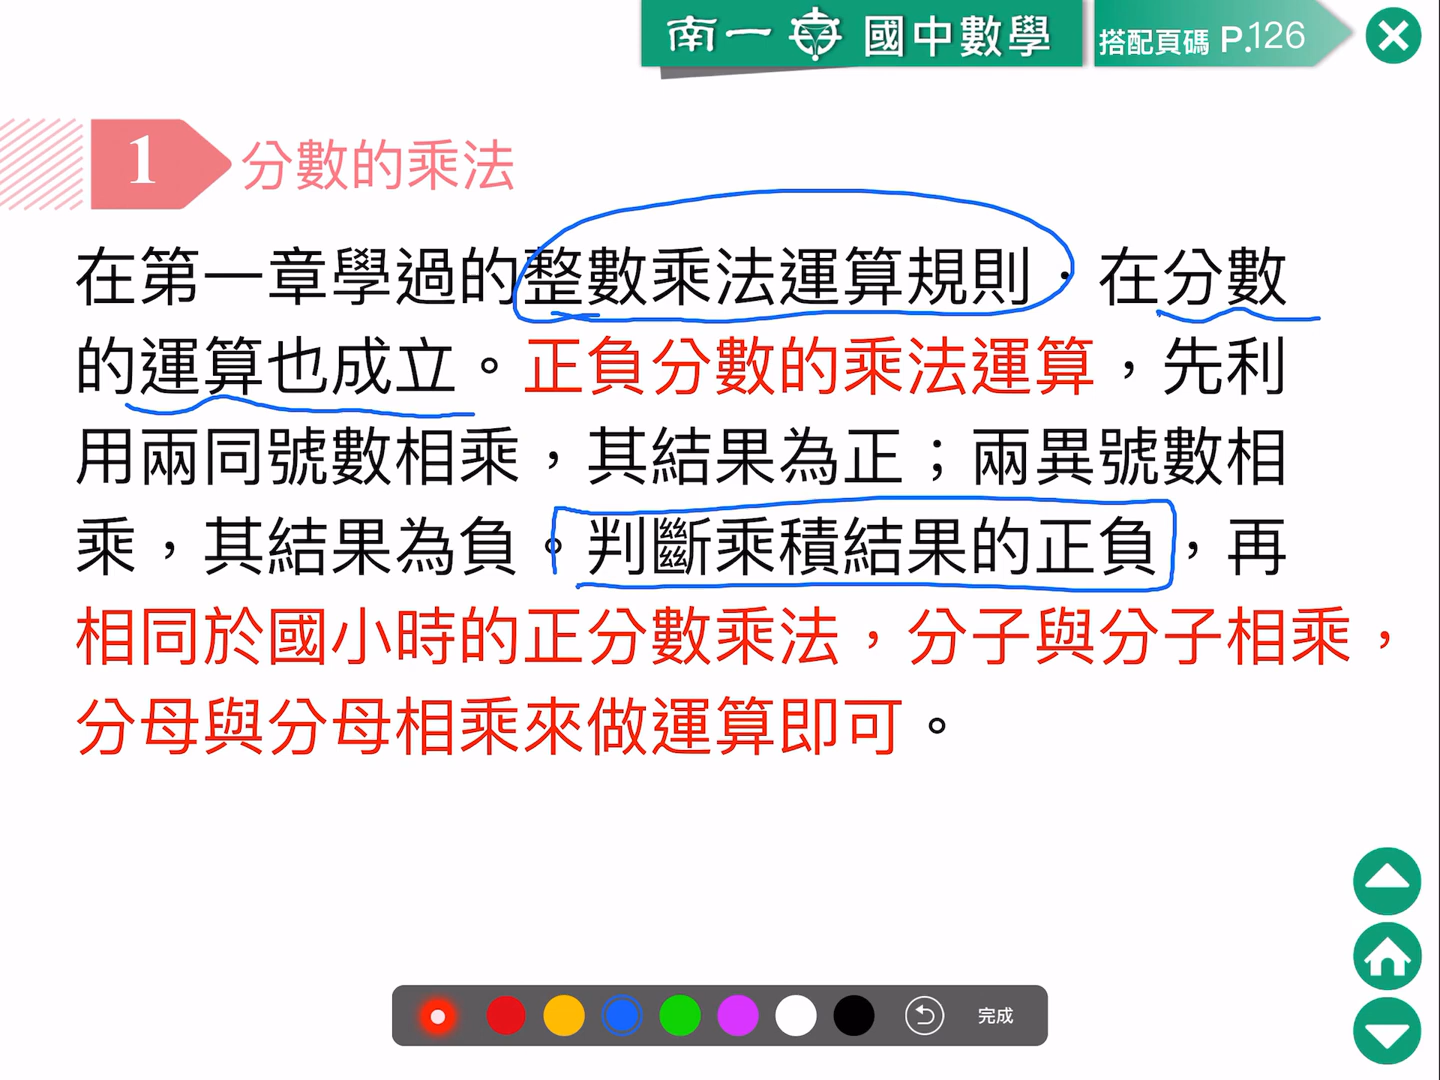 南一 國中數學
搭配頁碼 P.126
1 分數的乘法
在第一章學過的整數乘法運算規則,在分數
的運算也成立。正負分數的乘法運算,先利
用兩同號數相乘,其結果為正;兩異號數相
乘,其結果為負。判斷乘積結果的正負,再
相同於國小時的正分數乘法,分子與分子相乘,
分母與分母相乘來做運算即可。
完成